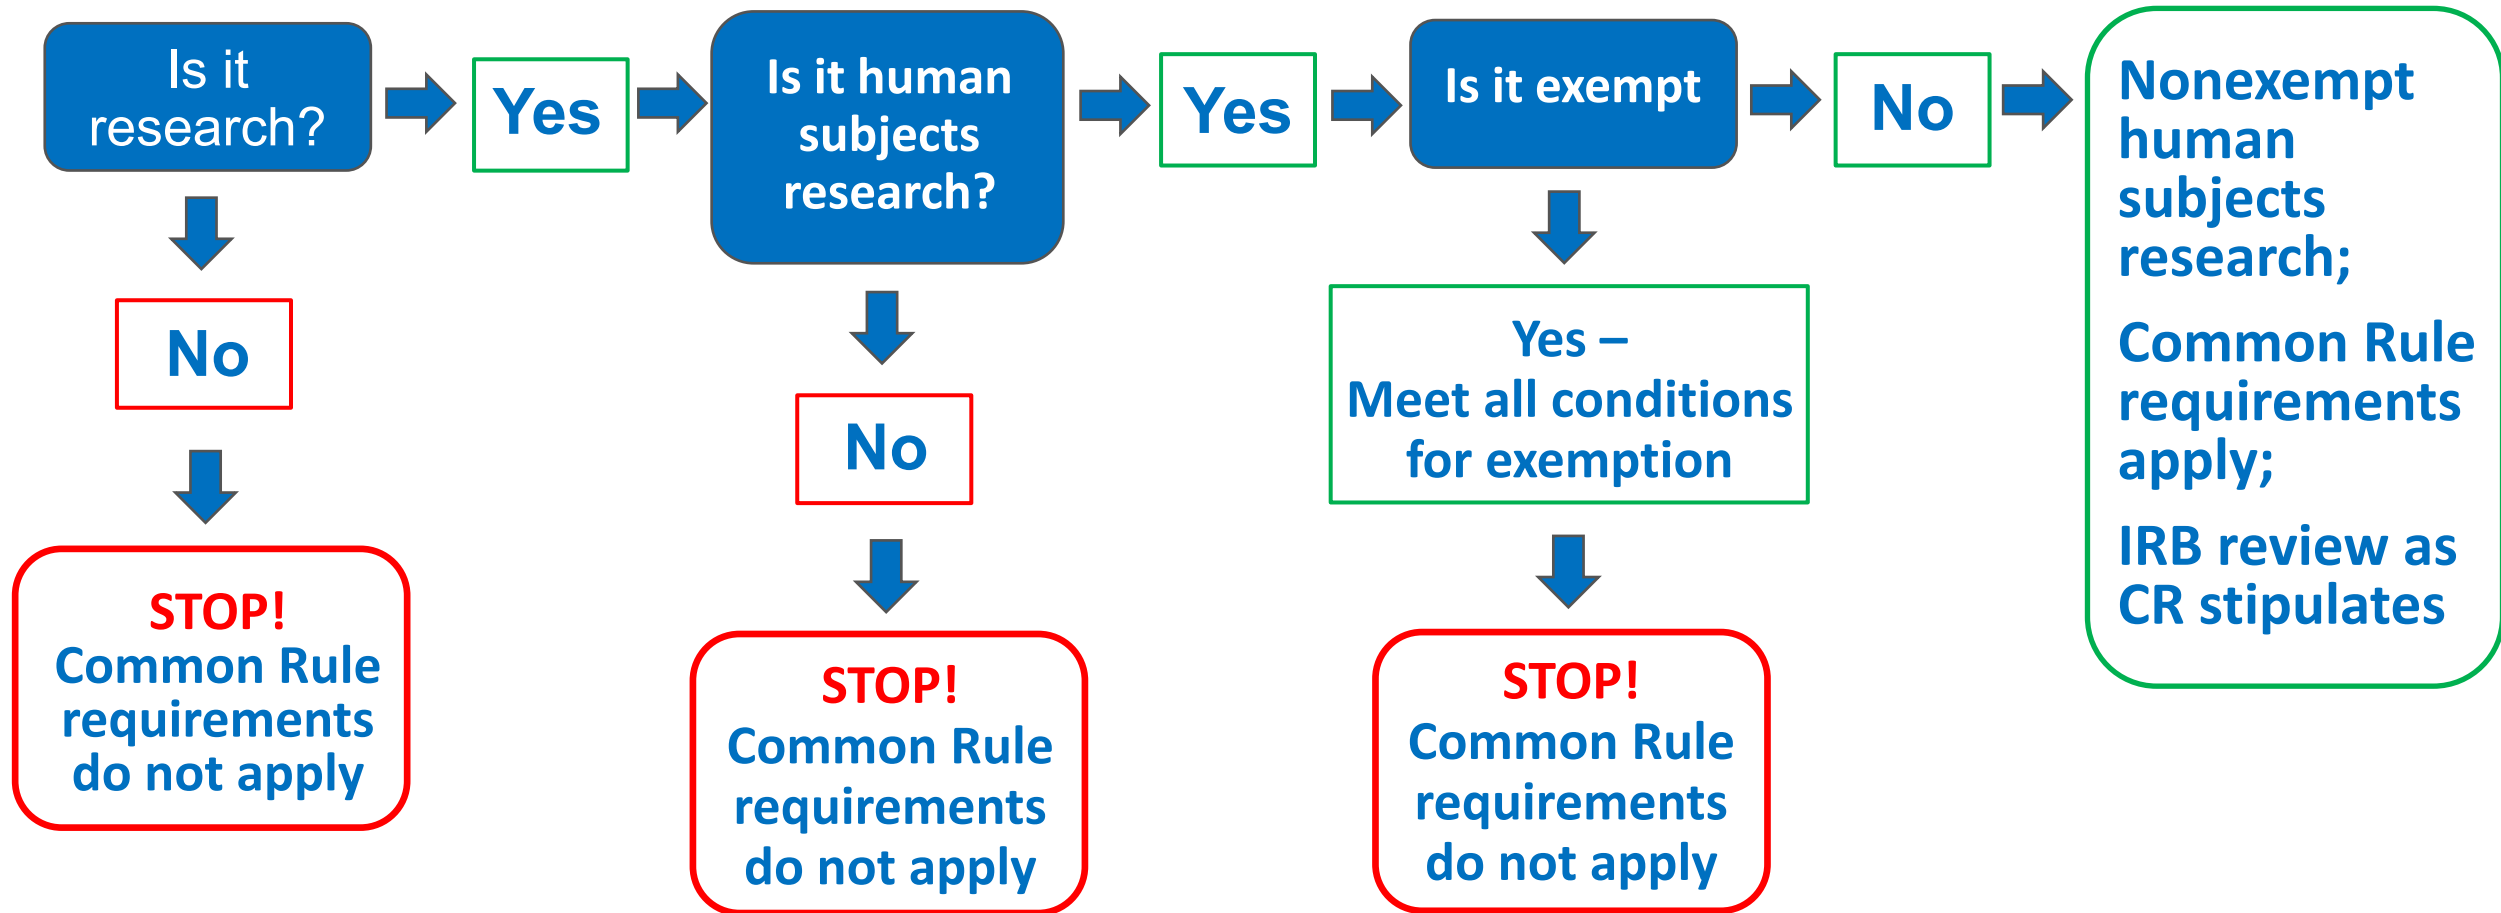 Is it
research?
Yes
Is it human
subjects
research?
Yes
Is it exempt
No
Nonexempt
human
subjects
research;
Common Rule
requirements
apply;
IRB review as
CR stipulates
No
STOP!
Common Rule
requirements
do not apply
No
STOP!
Common Rule
requirements
do not apply
Yes –
Meet all conditions
for exemption
STOP!
Common Rule
requirements
do not apply